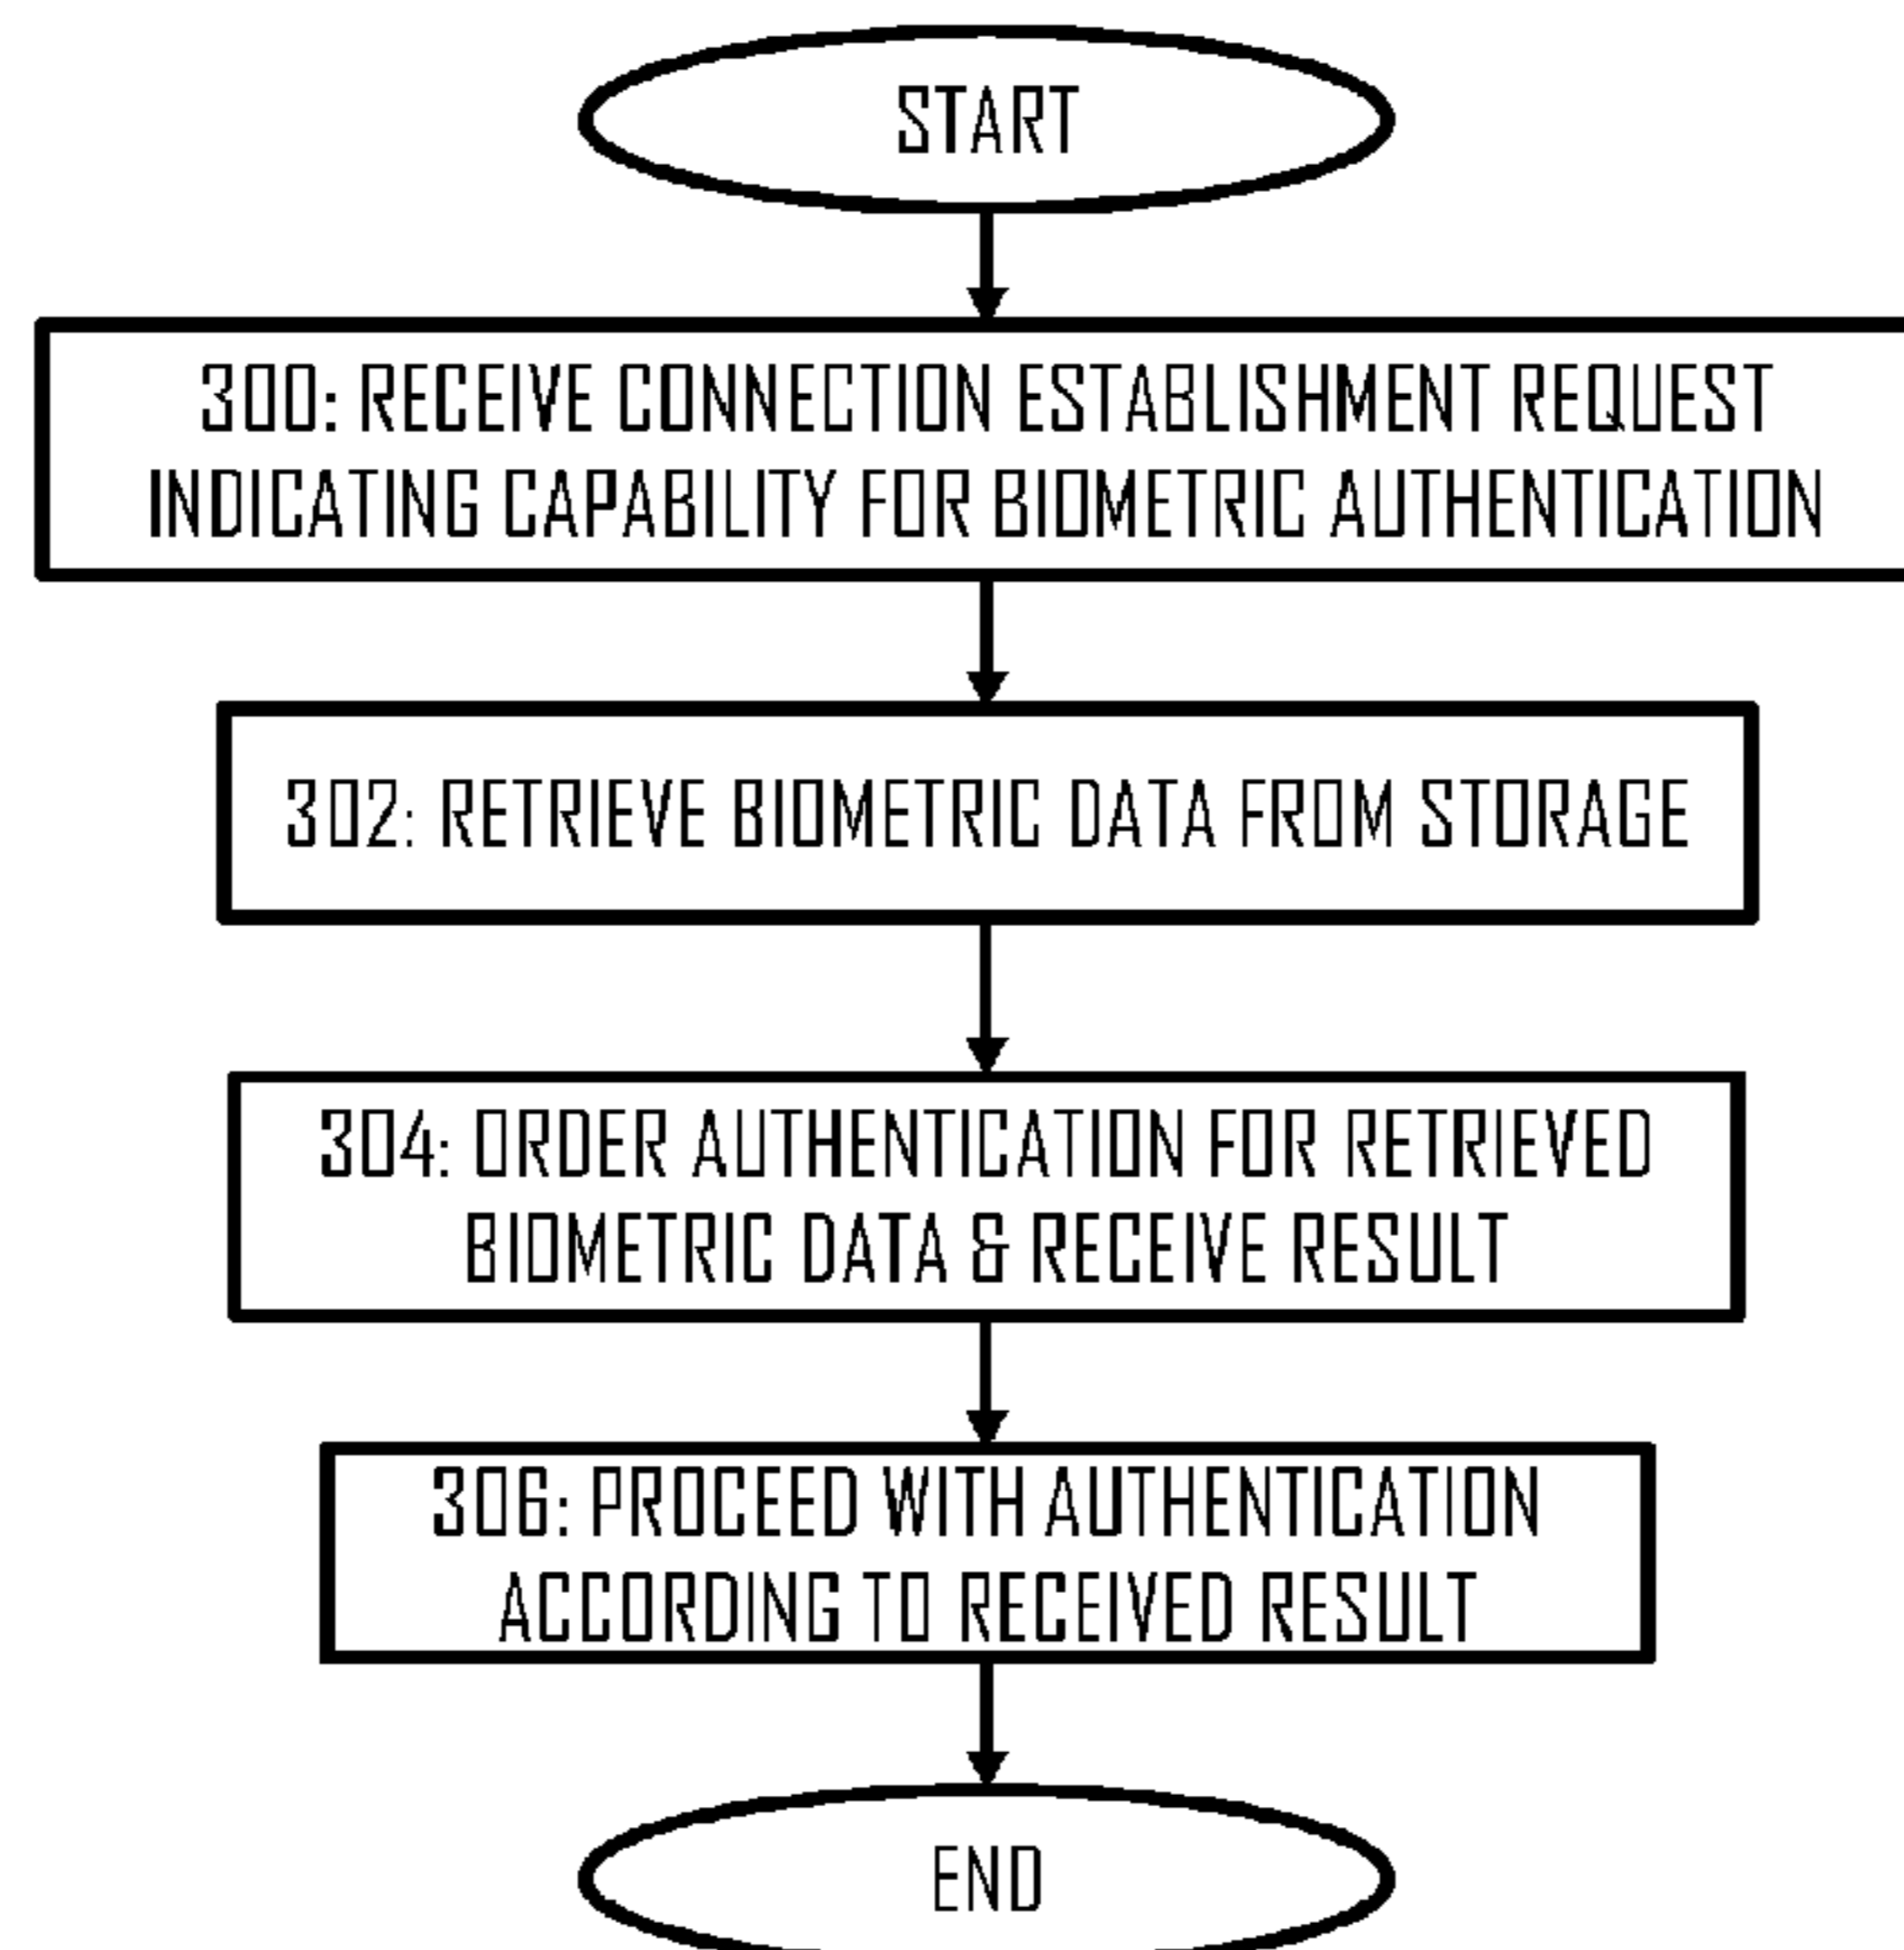 START
300: RECEIVE CONNECTION ESTABLISHMENT REQUEST
INDICATING CAPABILITY FOR BIOMETRIC AUTHENTICATION
302: RETRIEVE BIOMETRIC DATA FROM STORAGE
304: ORDER AUTHENTICATION FOR RETRIEVED
BIOMETRIC DATA & RECEIVE RESULT
306: PROCEED WITH AUTHENTICATION
ACCORDING TO RECEIVED RESULT
END